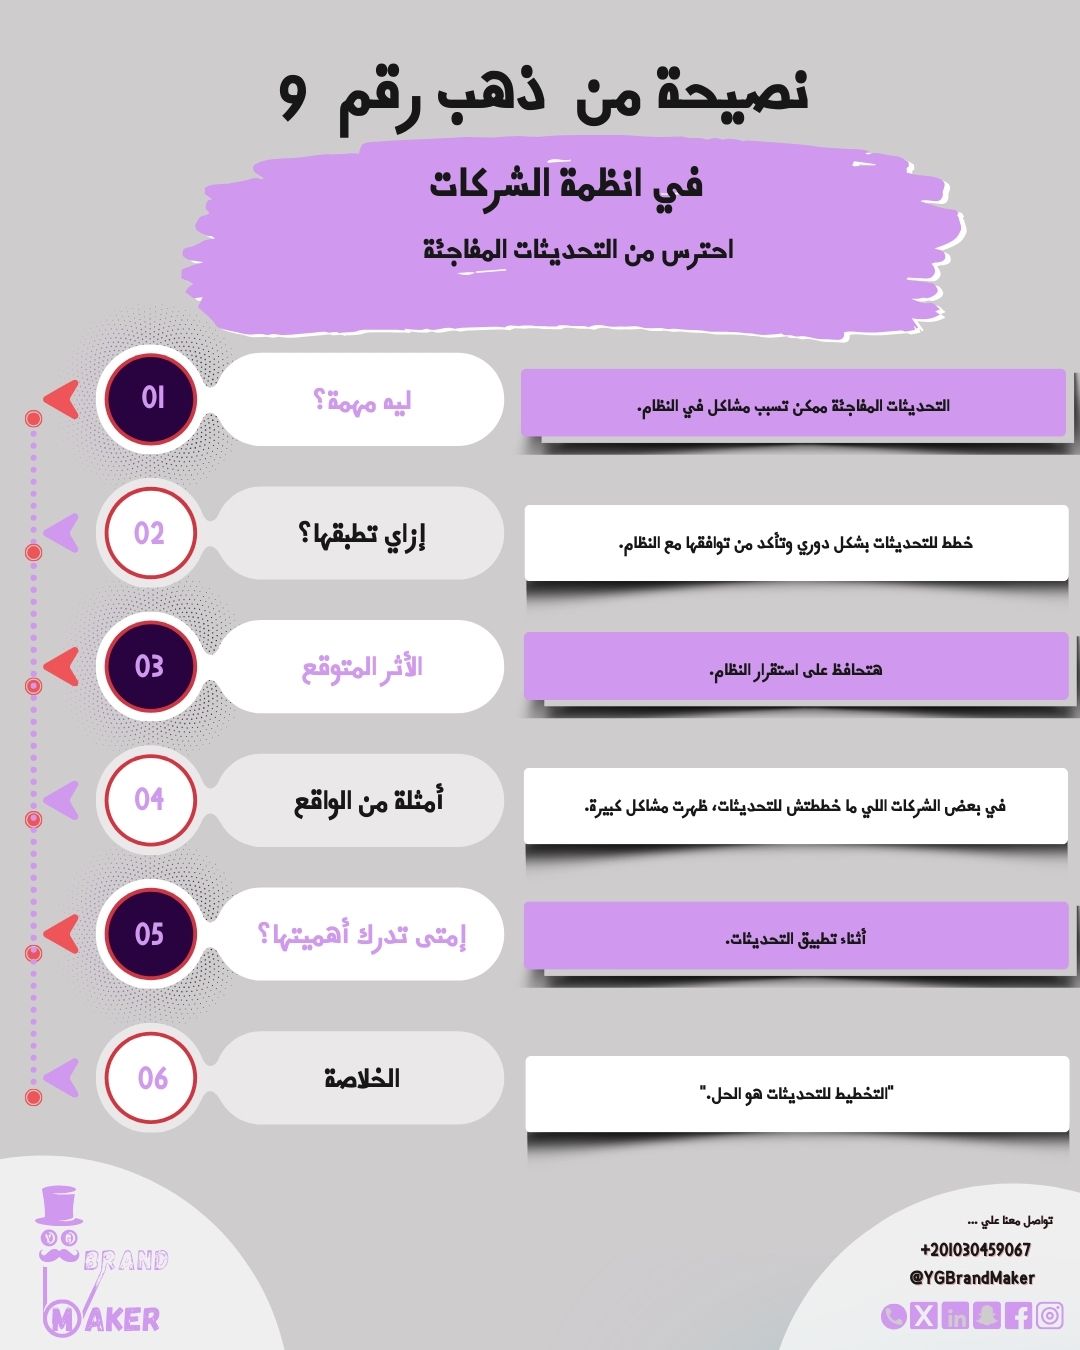 نصيحة من ذهب رقم 9
في انظمة الشركات
احترس من التحديثات المفاجئة
01
ليه مهمة؟
التحديثات المفاجئة ممكن تسبب مشاكل في النظام.
02
إزاي تطبقها؟
خطط للتحديثات بشكل دوري وتأكد من توافقها مع النظام.
03
الأثر المتوقع
هتحافظ على استقرار النظام.
04
أمثلة من الواقع
في بعض الشركات اللي ما خططتش للتحديثات، ظهرت مشاكل كبيرة.
05
إمتى تدرك أهميتها؟
أثناء تطبيق التحديثات.
06
الخلاصة
"التخطيط للتحديثات هو الحل."
BRAND
MAKER
تواصل معنا علي ...
+201030459067
@YGBrandMaker